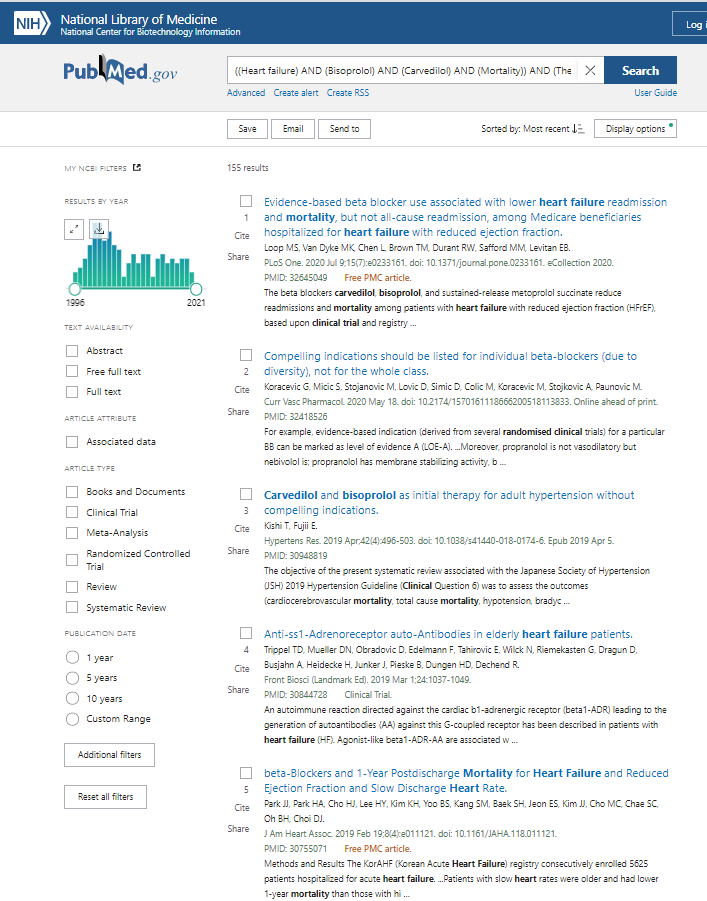 NIH National Library of Medicine
National Center for Biotechnology Information
Log i
PubMed.gov
((Heart failure) AND (Bisoprolol) AND (Carvedilol) AND (Mortality)) AND (The
Search
Advanced Create alert Create RSS User Guide
Save Email Send to Sorted by: Most recent Display options
MY NCBI FILTERS
155 results
RESULTS BY YEAR
1996 2021
TEXT AVAILABILITY
Abstract
Free full text
Full text
ARTICLE ATTRIBUTE
Associated data
ARTICLE TYPE
Books and Documents
Clinical Trial
Meta-Analysis
Randomized Controlled
Trial
Review
Systematic Review
PUBLICATION DATE
1 year
5 years
10 years
Custom Range
Additional filters
Reset all filters
1
Cite
Share
Evidence-based beta blocker use associated with lower heart failure readmission
and mortality, but not all-cause readmission, among Medicare beneficiaries
hospitalized for heart failure with reduced ejection fraction.
Loop MS, Van Dyke MK, Chen L, Brown TM, Durant RW, Safford MM, Levitan EB.
PLoS One. 2020 Jul 9;15(7):e0233161. doi: 10.1371/journal.pone.0233161. eCollection 2020.
PMID: 32645049 Free PMC article.
The beta blockers carvedilol, bisoprolol, and sustained-release metoprolol succinate reduce
readmissions and mortality among patients with heart failure with reduced ejection fraction (HFrEF),
based upon clinical trial and registry ...
2
Cite
Share
Compelling indications should be listed for individual beta-blockers (due to
diversity), not for the whole class.
Koracevic G, Micic S, Stojanovic M, Lovic D, Simic D, Colic M, Koracevic M, Stojkovic A, Paunovic M.
Curr Vasc Pharmacol. 2020 May 18. doi: 10.2174/1570161118666200518113833. Online ahead of print.
PMID: 32418526
For example, evidence-based indication (derived from several randomised clinical trials) for a particular
BB can be marked as level of evidence A (LOE-A). ...Moreover, propranolol is not vasodilatory but
nebivolol is; propranolol has membrane stabilizing activity, b ...
3
Cite
Share
Carvedilol and bisoprolol as initial therapy for adult hypertension without
compelling indications.
Kishi T, Fujii E.
Hypertens Res. 2019 Apr;42(4):496-503. doi: 10.1038/s41440-018-0174-6. Epub 2019 Apr 5.
PMID: 30948819
The objective of the present systematic review associated with the Japanese Society of Hypertension
(JSH) 2019 Hypertension Guideline (Clinical Question 6) was to assess the outcomes
(cardiocerebrovascular mortality, total cause mortality, hypotension, bradyc ...
4
Cite
Share
Anti-ss1-Adrenoreceptor auto-Antibodies in elderly heart failure patients.
Trippel TD, Mueller DN, Obradovic D, Edelmann F, Tahirovic E, Wilck N, Riemekasten G, Dragun D,
Busjahn A, Heidecke H, Junker J, Pieske B, Dungen HD, Dechend R.
Front Biosci (Landmark Ed). 2019 Mar 1;24:1037-1049.
PMID: 30844728 Clinical Trial.
An autoimmune reaction directed against the cardiac b1-adrenergic receptor (beta1-ADR) leading to the
generation of autoantibodies (AA) against this G-coupled receptor has been described in patients with
heart failure (HF). Agonist-like beta1-ADR-AA are associated w ...
5
Cite
Share
beta-Blockers and 1-Year Postdischarge Mortality for Heart Failure and Reduced
Ejection Fraction and Slow Discharge Heart Rate.
Park JJ, Park HA, Cho HJ, Lee HY, Kim KH, Yoo BS, Kang SM, Baek SH, Jeon ES, Kim JJ, Cho MC, Chae SC,
Oh BH, Choi DJ.
J Am Heart Assoc. 2019 Feb 19;8(4):e011121. doi: 10.1161/JAHA.118.011121.
PMID: 30755071 Free PMC article.
Methods and Results The KorAHF (Korean Acute Heart Failure) registry consecutively enrolled 5625
patients hospitalized for acute heart failure. ...Patients with slow heart rates were older and had lower
1-year mortality than those with hi ...